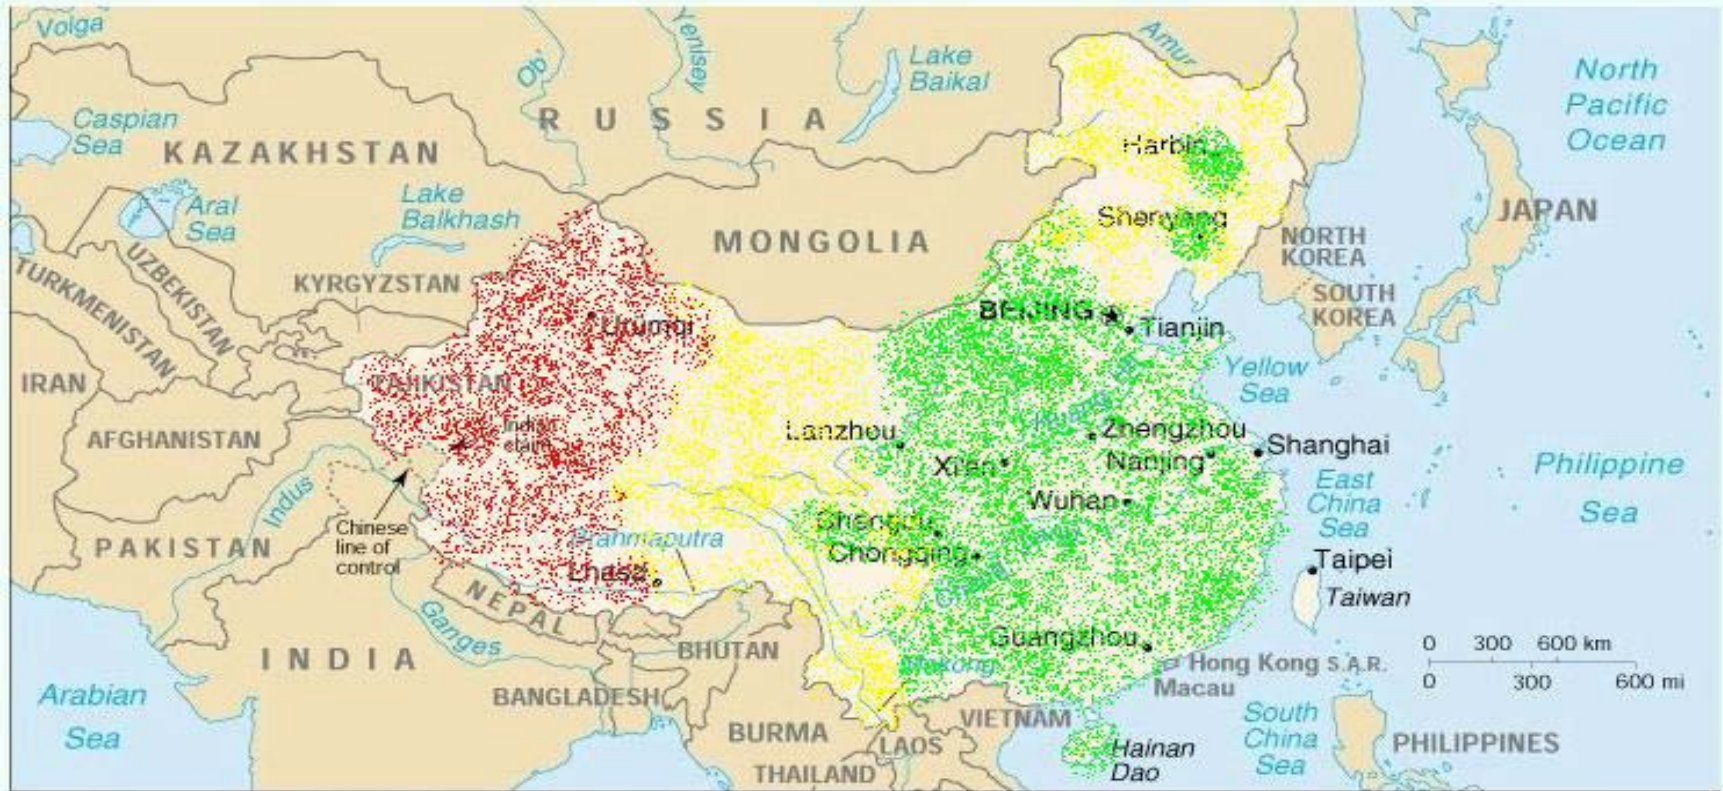 Volga
Ob'
Yenisey
Lake
Baikal
Amur
North
Pacific
Ocean
Caspian
Sea
RUSSIA
KAZAKHSTAN
Harbin
Aral
Sea
Lake
Balkhash
Shenyang
JAPAN
MONGOLIA
NORTH
KOREA
UZBEKISTAN
TURKMENISTAN
KYRGYZSTAN
SOUTH
KOREA
BEIJING
Tianjin
Urumqi
IRAN
TAJIKISTAN
Yellow
Sea
Huang
AFGHANISTAN
Indian
claim
Lanzhou
Zhengzhou
Shanghai
Xi'an
Nanjing
Philippine
Sea
East
China
Sea
Indus
Wuhan
Chinese
line of
control
Chengdu
Brahmaputra
Chongqing
PAKISTAN
Lhasa
Taipei
Taiwan
NEPAL
Ganges
Guangzhou
0 300 600 km
0 300 600 mi
INDIA
BHUTAN
Mekong
Hong Kong S.A.R.
Macau
Arabian
Sea
BANGLADESH
BURMA
VIETNAM
LAOS
South
China
Sea
PHILIPPINES
Hainan
Dao
THAILAND